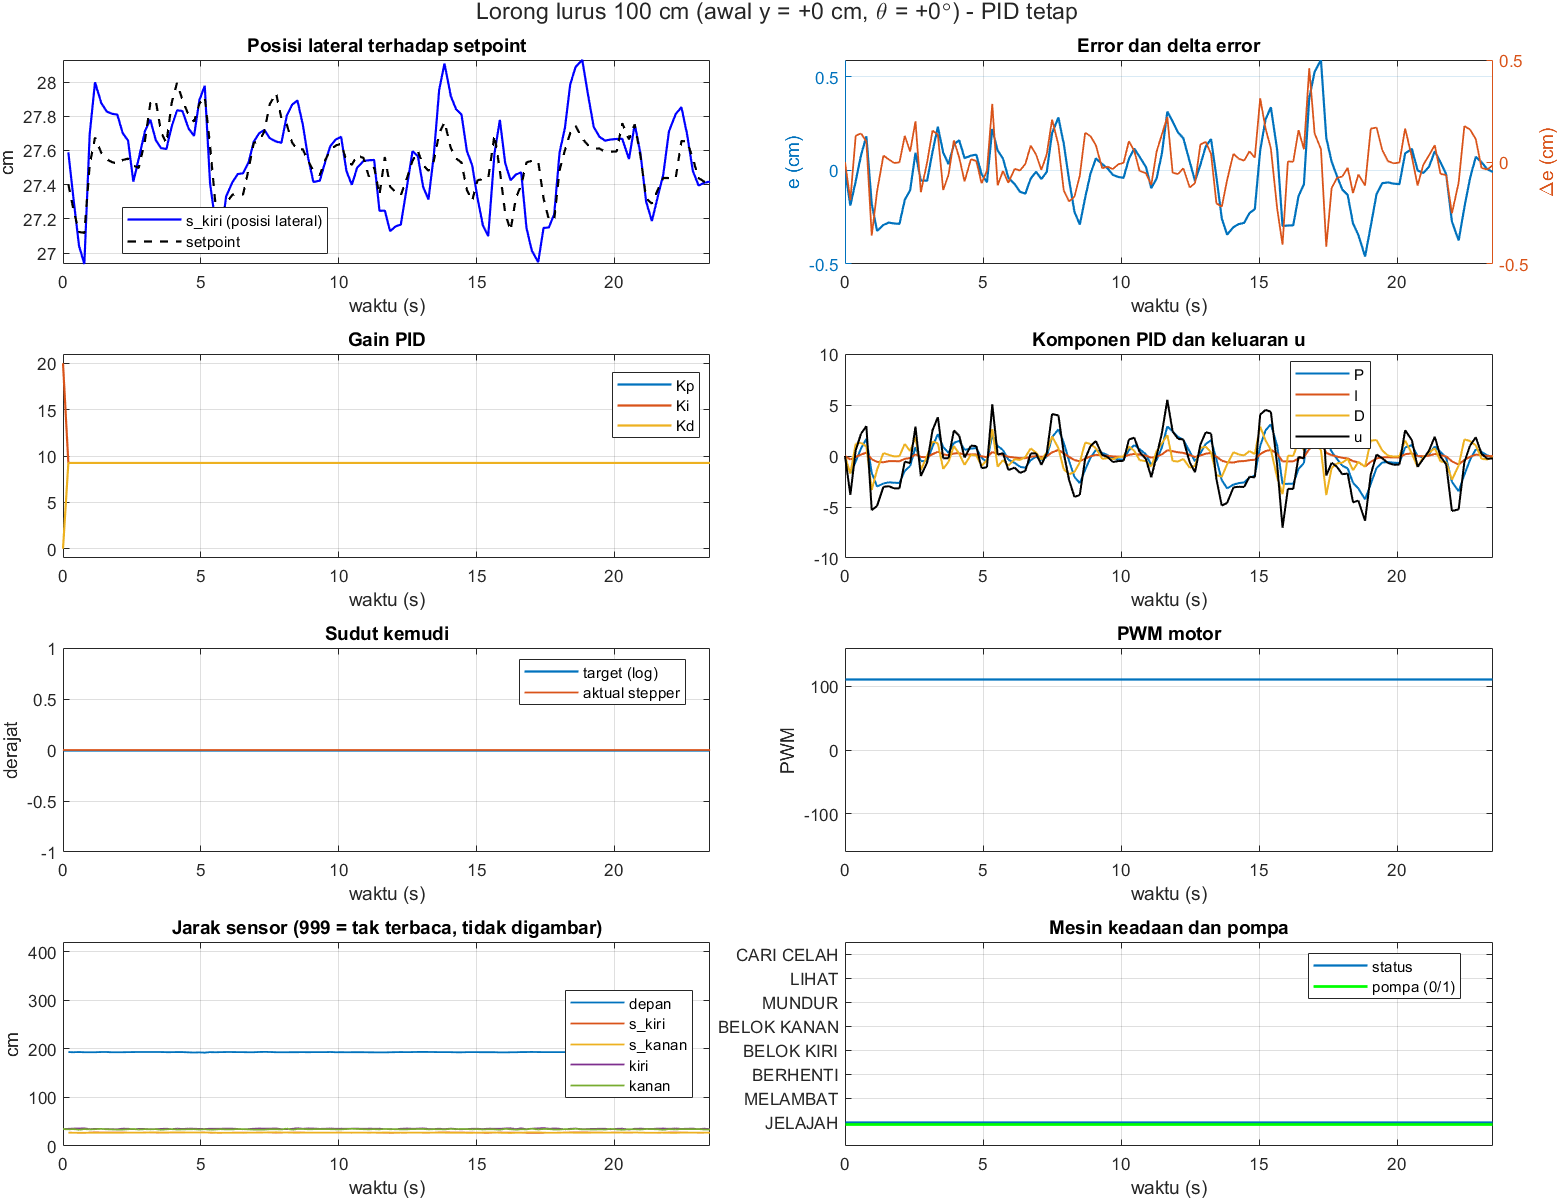 Lorong lurus 100 cm (awal y = +0 cm, θ = +0°) - PID tetap
Posisi lateral terhadap setpoint
28
27.8
27.6
27.4
27.2
27
cm
s_kiri (posisi lateral)
setpoint
0 5 10 15 20
waktu (s)
Error dan delta error
0.5
0
-0.5
e (cm)
0.5
0
-0.5
Δe (cm)
0 5 10 15 20
waktu (s)
Gain PID
20
15
10
5
0
Kp
Ki
Kd
0 5 10 15 20
waktu (s)
Komponen PID dan keluaran u
10
5
0
-5
-10
P
I
D
u
0 5 10 15 20
waktu (s)
Sudut kemudi
1
0.5
0
-0.5
-1
derajat
target (log)
aktual stepper
0 5 10 15 20
waktu (s)
PWM motor
100
0
-100
PWM
0 5 10 15 20
waktu (s)
Jarak sensor (999 = tak terbaca, tidak digambar)
400
300
200
100
0
cm
depan
s_kiri
s_kanan
kiri
kanan
0 5 10 15 20
waktu (s)
Mesin keadaan dan pompa
CARI CELAH
LIHAT
MUNDUR
BELOK KANAN
BELOK KIRI
BERHENTI
MELAMBAT
JELAJAH
status
pompa (0/1)
0 5 10 15 20
waktu (s)